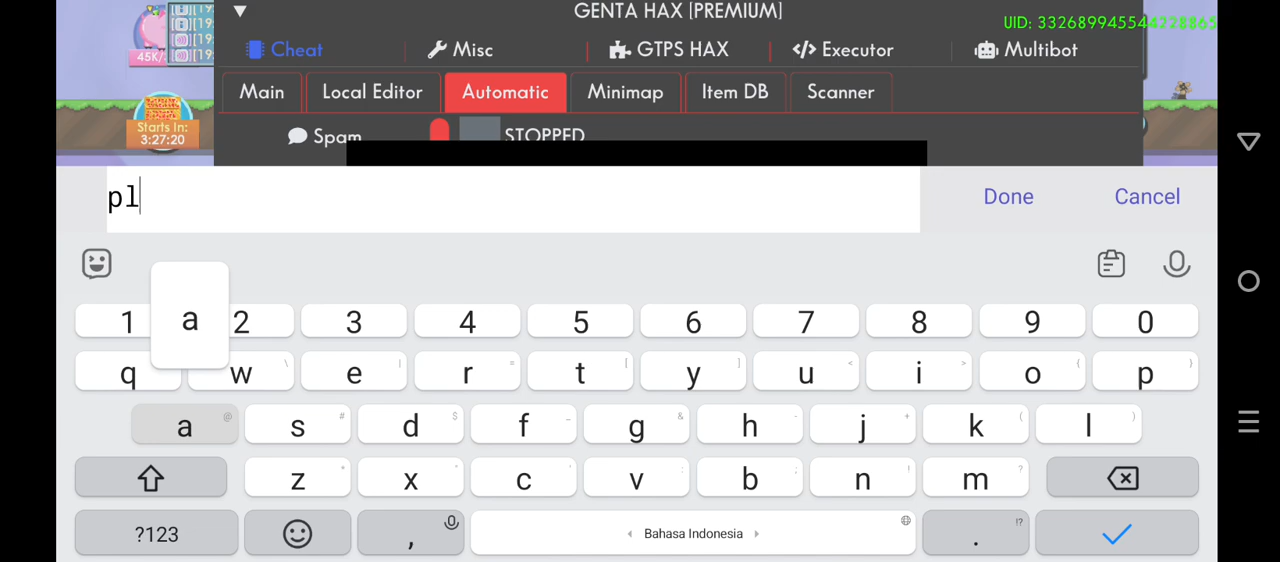 GENTA HAX [PREMIUM]
UID: 332689945544228865
Cheat Misc GTPS HAX Executor Multibot
45K/
Main Local Editor Automatic Minimap Item DB Scanner
Starts In:
3:27:20
Spam STOPPED
pl Done Cancel
a
1 2 3 4 5 6 7 8 9 0
q w e r t y u i o p
\ | = [ ] < > { }
a s d f g h j k l
@ # $ _ & - + ( )
z x c v b n m
* " ' : ; ! ?
?123 , Bahasa Indonesia . !?